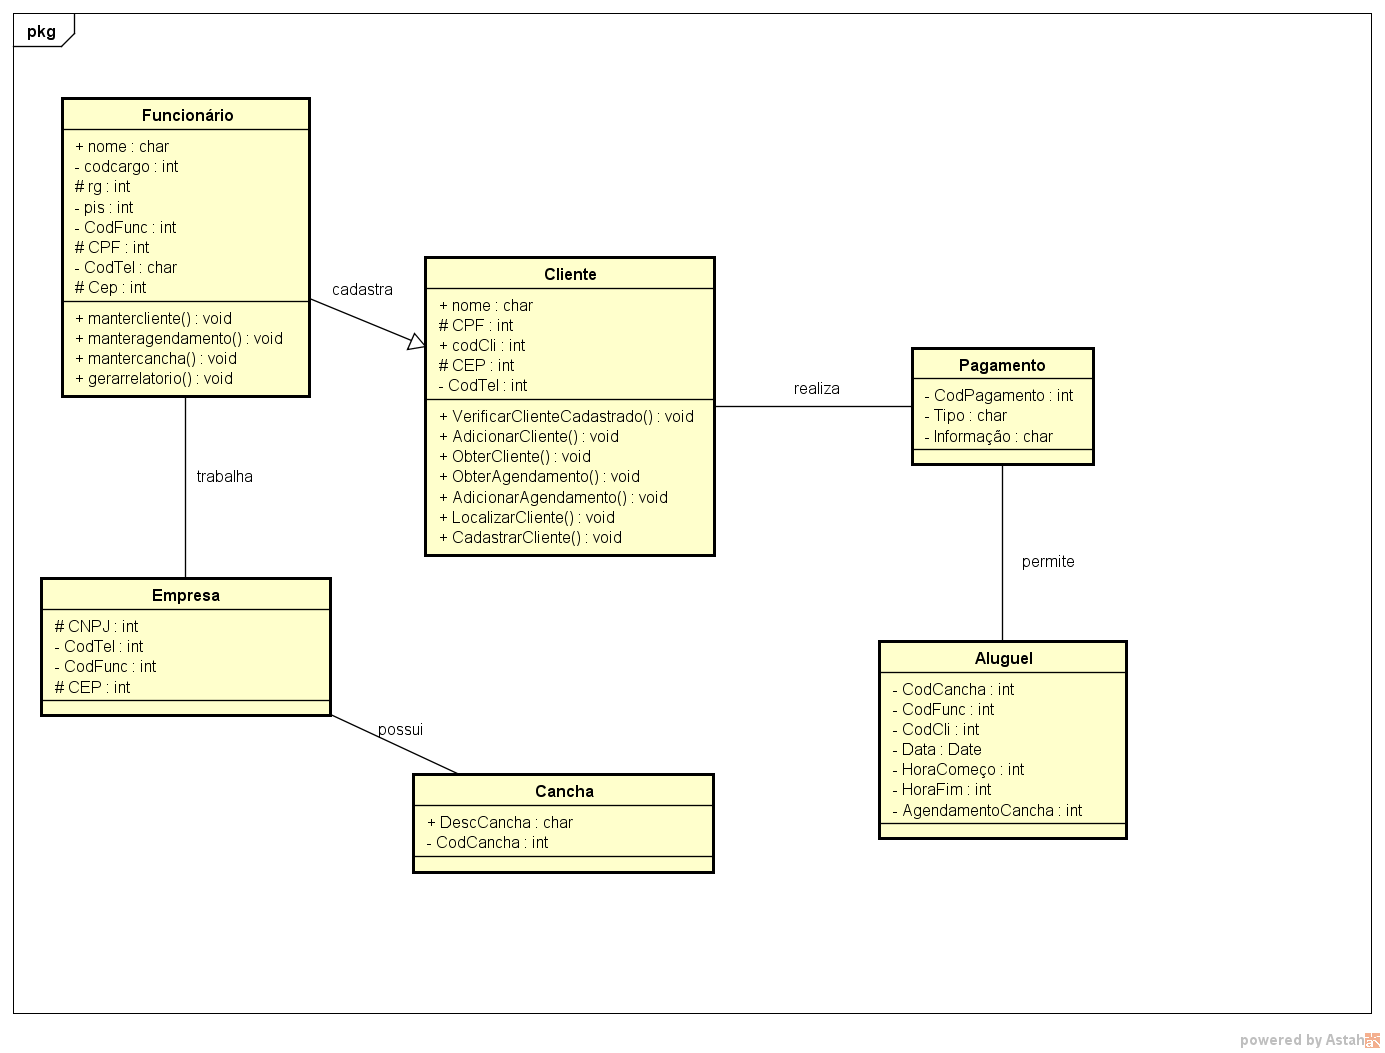 pkg
Funcionário
+ nome : char
- codcargo : int
# rg : int
- pis : int
- CodFunc : int
# CPF : int
- CodTel : char
# Cep : int
+ mantercliente() : void
+ manteragendamento() : void
+ mantercancha() : void
+ gerarrelatorio() : void
cadastra
Cliente
+ nome : char
# CPF : int
+ codCli : int
# CEP : int
- CodTel : int
+ VerificarClienteCadastrado() : void
+ AdicionarCliente() : void
+ ObterCliente() : void
+ ObterAgendamento() : void
+ AdicionarAgendamento() : void
+ LocalizarCliente() : void
+ CadastrarCliente() : void
realiza
Pagamento
- CodPagamento : int
- Tipo : char
- Informação : char
trabalha
permite
Empresa
# CNPJ : int
- CodTel : int
- CodFunc : int
# CEP : int
possui
Cancha
+ DescCancha : char
- CodCancha : int
Aluguel
- CodCancha : int
- CodFunc : int
- CodCli : int
- Data : Date
- HoraComeço : int
- HoraFim : int
- AgendamentoCancha : int
powered by Astah